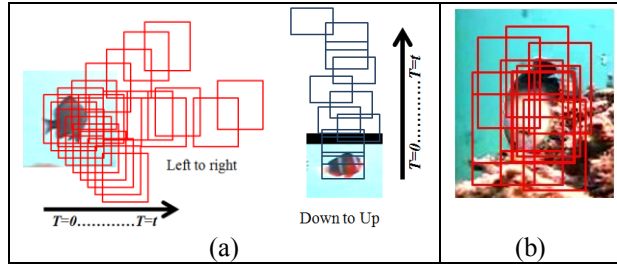 Left to right
T=0............T=t
(a)
T=0............T=t
Down to Up
(b)